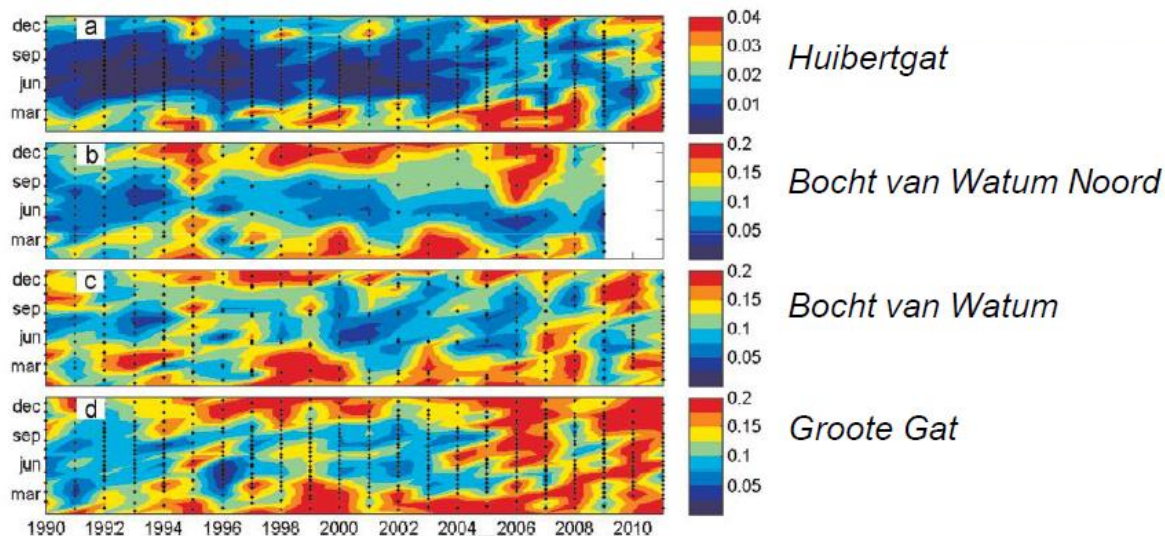 a
dec
sep
jun
mar
0.04
0.03
0.02
0.01
Huibertgat
b
dec
sep
jun
mar
0.2
0.15
0.1
0.05
Bocht van Watum Noord
c
dec
sep
jun
mar
0.2
0.15
0.1
0.05
Bocht van Watum
d
dec
sep
jun
mar
0.2
0.15
0.1
0.05
Groote Gat
1990 1992 1994 1996 1998 2000 2002 2004 2006 2008 2010